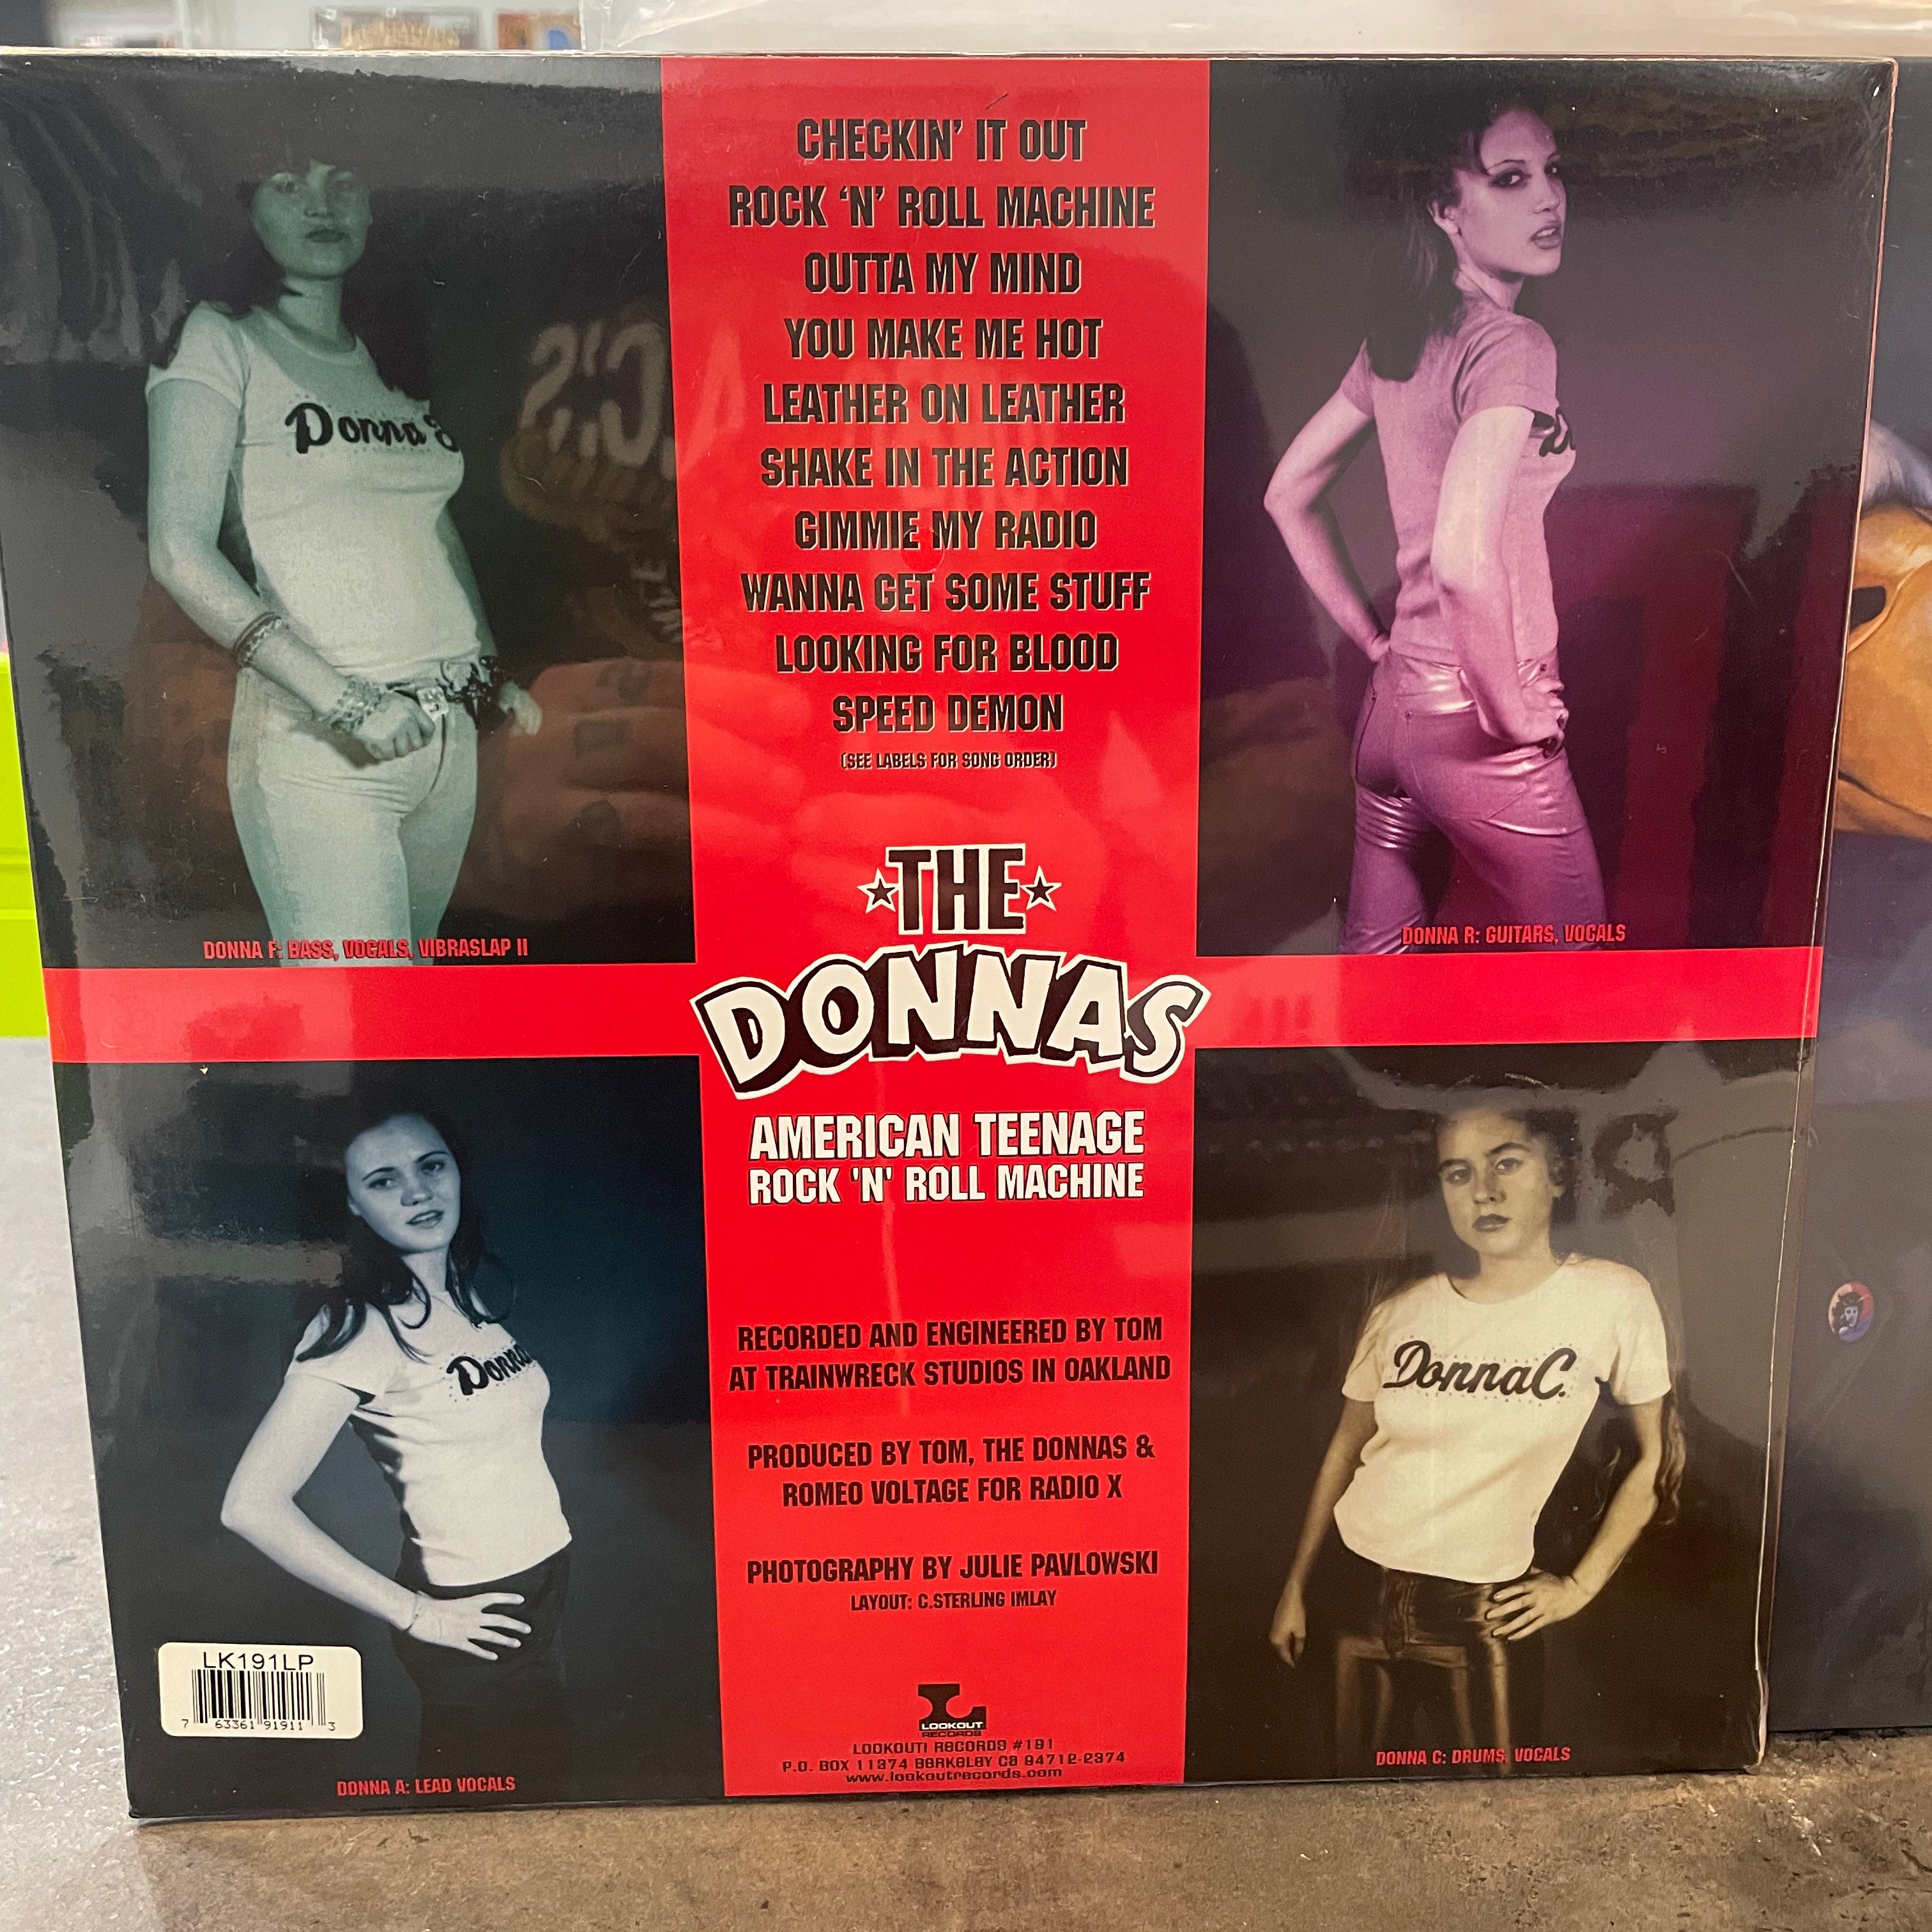 CHECKIN' IT OUT
ROCK 'N' ROLL MACHINE
OUTTA MY MIND
YOU MAKE ME HOT
LEATHER ON LEATHER
SHAKE IN THE ACTION
GIMMIE MY RADIO
WANNA GET SOME STUFF
LOOKING FOR BLOOD
SPEED DEMON
(SEE LABELS FOR SONG ORDER)
Donna
DONNA F: BASS, VOCALS, VIBRASLAP II
DONNA R: GUITARS, VOCALS
THE
DONNAS
AMERICAN TEENAGE
ROCK 'N' ROLL MACHINE
Donna
Donna C.
RECORDED AND ENGINEERED BY TOM
AT TRAINWRECK STUDIOS IN OAKLAND
PRODUCED BY TOM, THE DONNAS &
ROMEO VOLTAGE FOR RADIO X
PHOTOGRAPHY BY JULIE PAVLOWSKI
LAYOUT: C.STERLING IMLAY
LK191LP
7 63361 91911 3
LOOKOUT
RECORDS
LOOKOUT! RECORDS #191
P.O. BOX 11374 BERKELEY CA 94712-2374
www.lookoutrecords.com
DONNA A: LEAD VOCALS
DONNA C: DRUMS, VOCALS